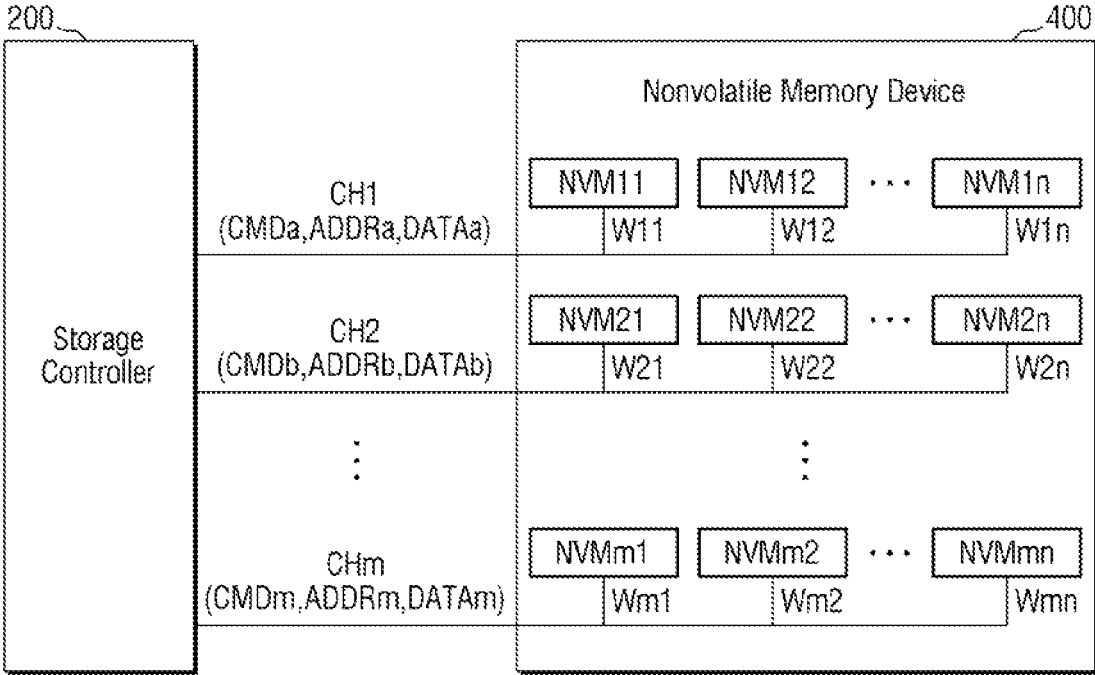 200
400
Nonvolatile Memory Device
NVM11 NVM12 ··· NVM1n
CH1
(CMDa,ADDRa,DATAa)
W11 W12 W1n
NVM21 NVM22 ··· NVM2n
CH2
(CMDb,ADDRb,DATAb)
W21 W22 W2n
Storage
Controller
NVMm1 NVMm2 ··· NVMmn
CHm
(CMDm,ADDRm,DATAm)
Wm1 Wm2 Wmn